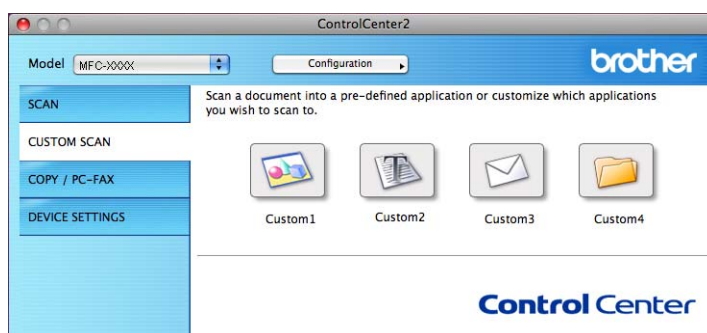 ControlCenter2
Model MFC-XXXX Configuration brother
SCAN
CUSTOM SCAN
COPY / PC-FAX
DEVICE SETTINGS
Scan a document into a pre-defined application or customize which applications
you wish to scan to.
T
Custom1 Custom2 Custom3 Custom4
Control Center